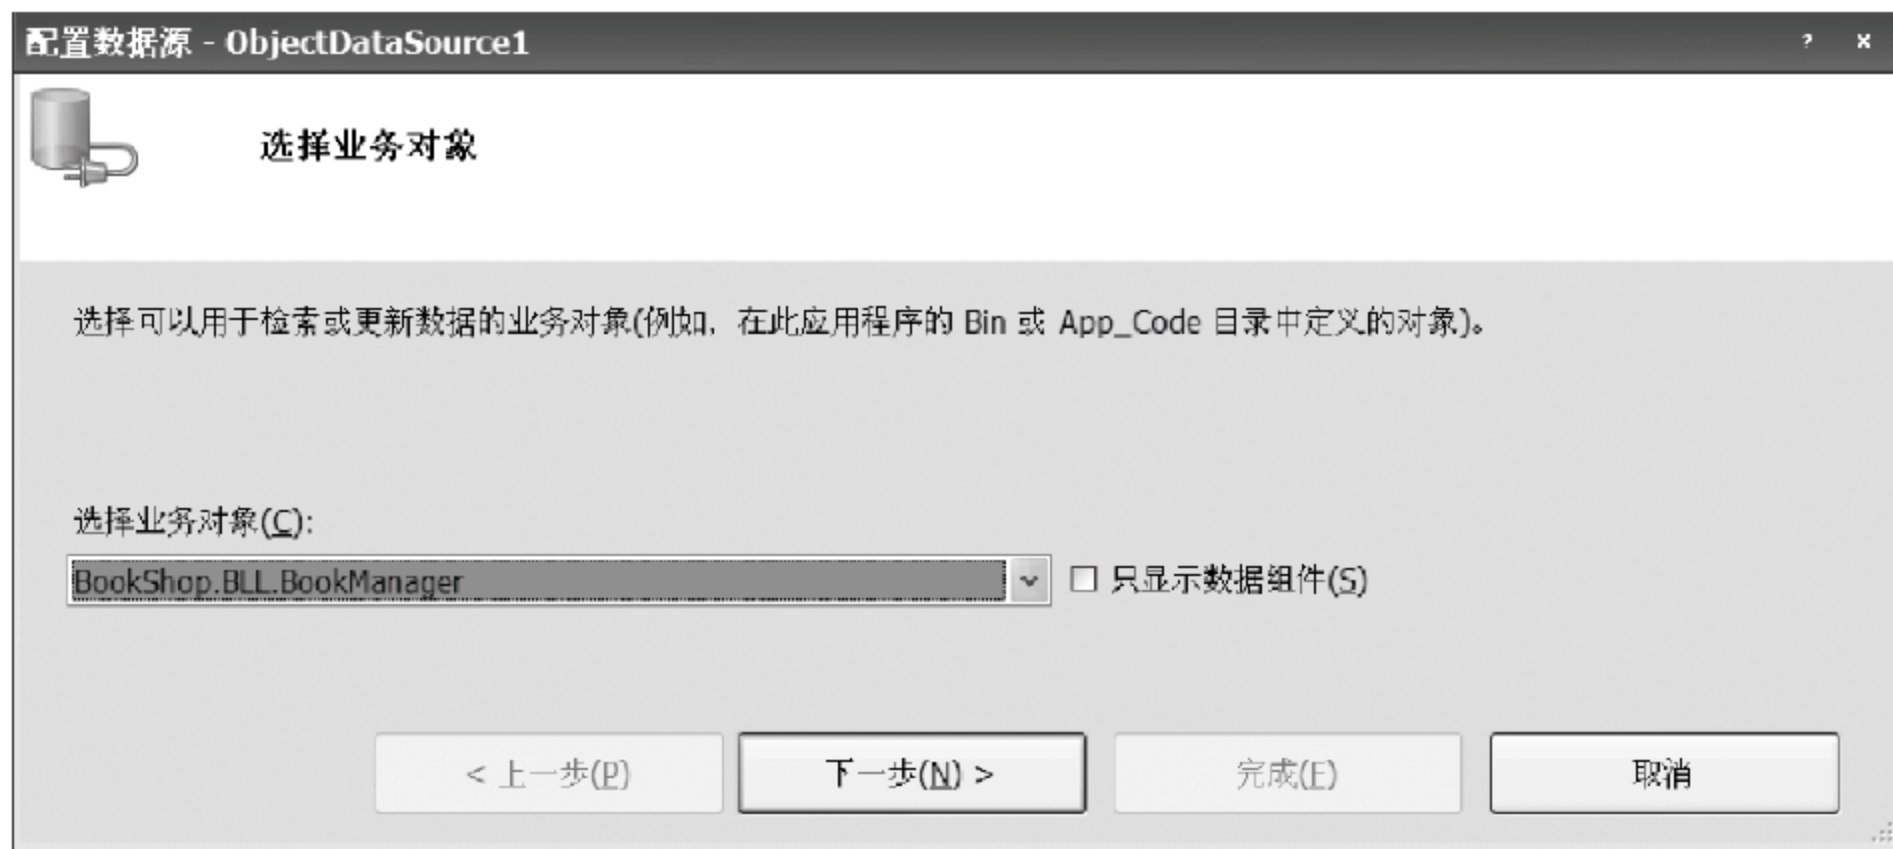 配置数据源 - ObjectDataSource1
选择业务对象
选择可以用于检索或更新数据的业务对象(例如，在此应用程序的 Bin 或 App_Code 目录中定义的对象)。
选择业务对象(C):
BookShop.BLL.BookManager
只显示数据组件(S)
< 上一步(P)
下一步(N) >
完成(F)
取消